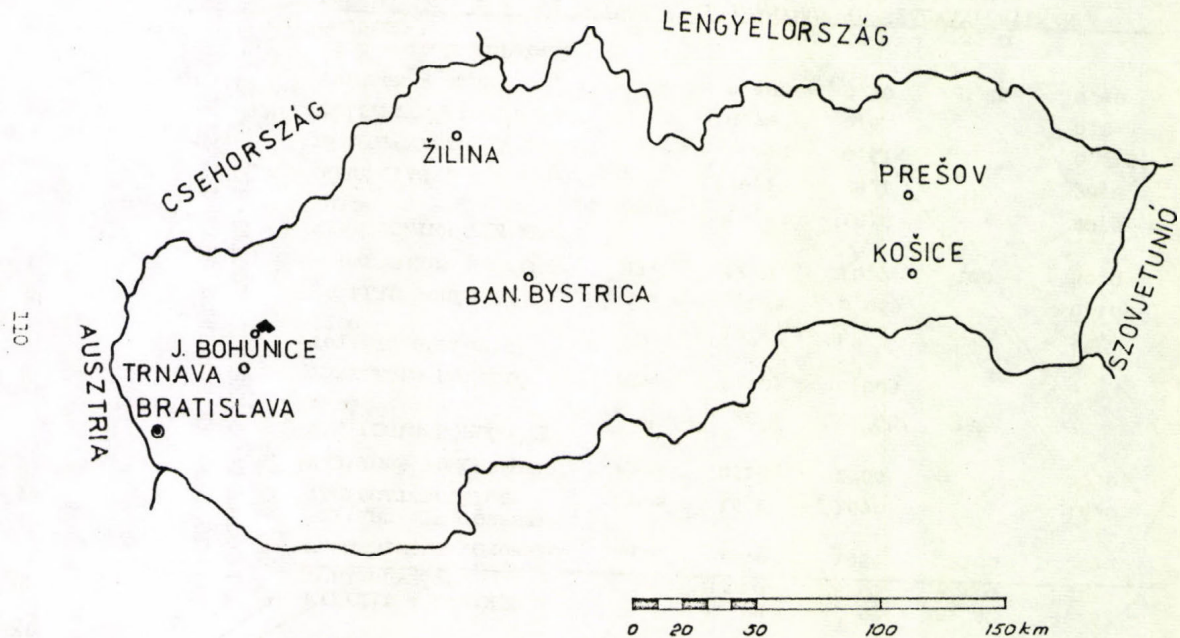 LENGYELORSZÁG
CSEHORSZÁG
ŽILINA
PREŠOV
KOŠICE
BAN. BYSTRICA
SZOVJETUNIÓ
J. BOHUNICE
TRNAVA
BRATISLAVA
AUSZTRIA
110
0 20 50 100 150 km